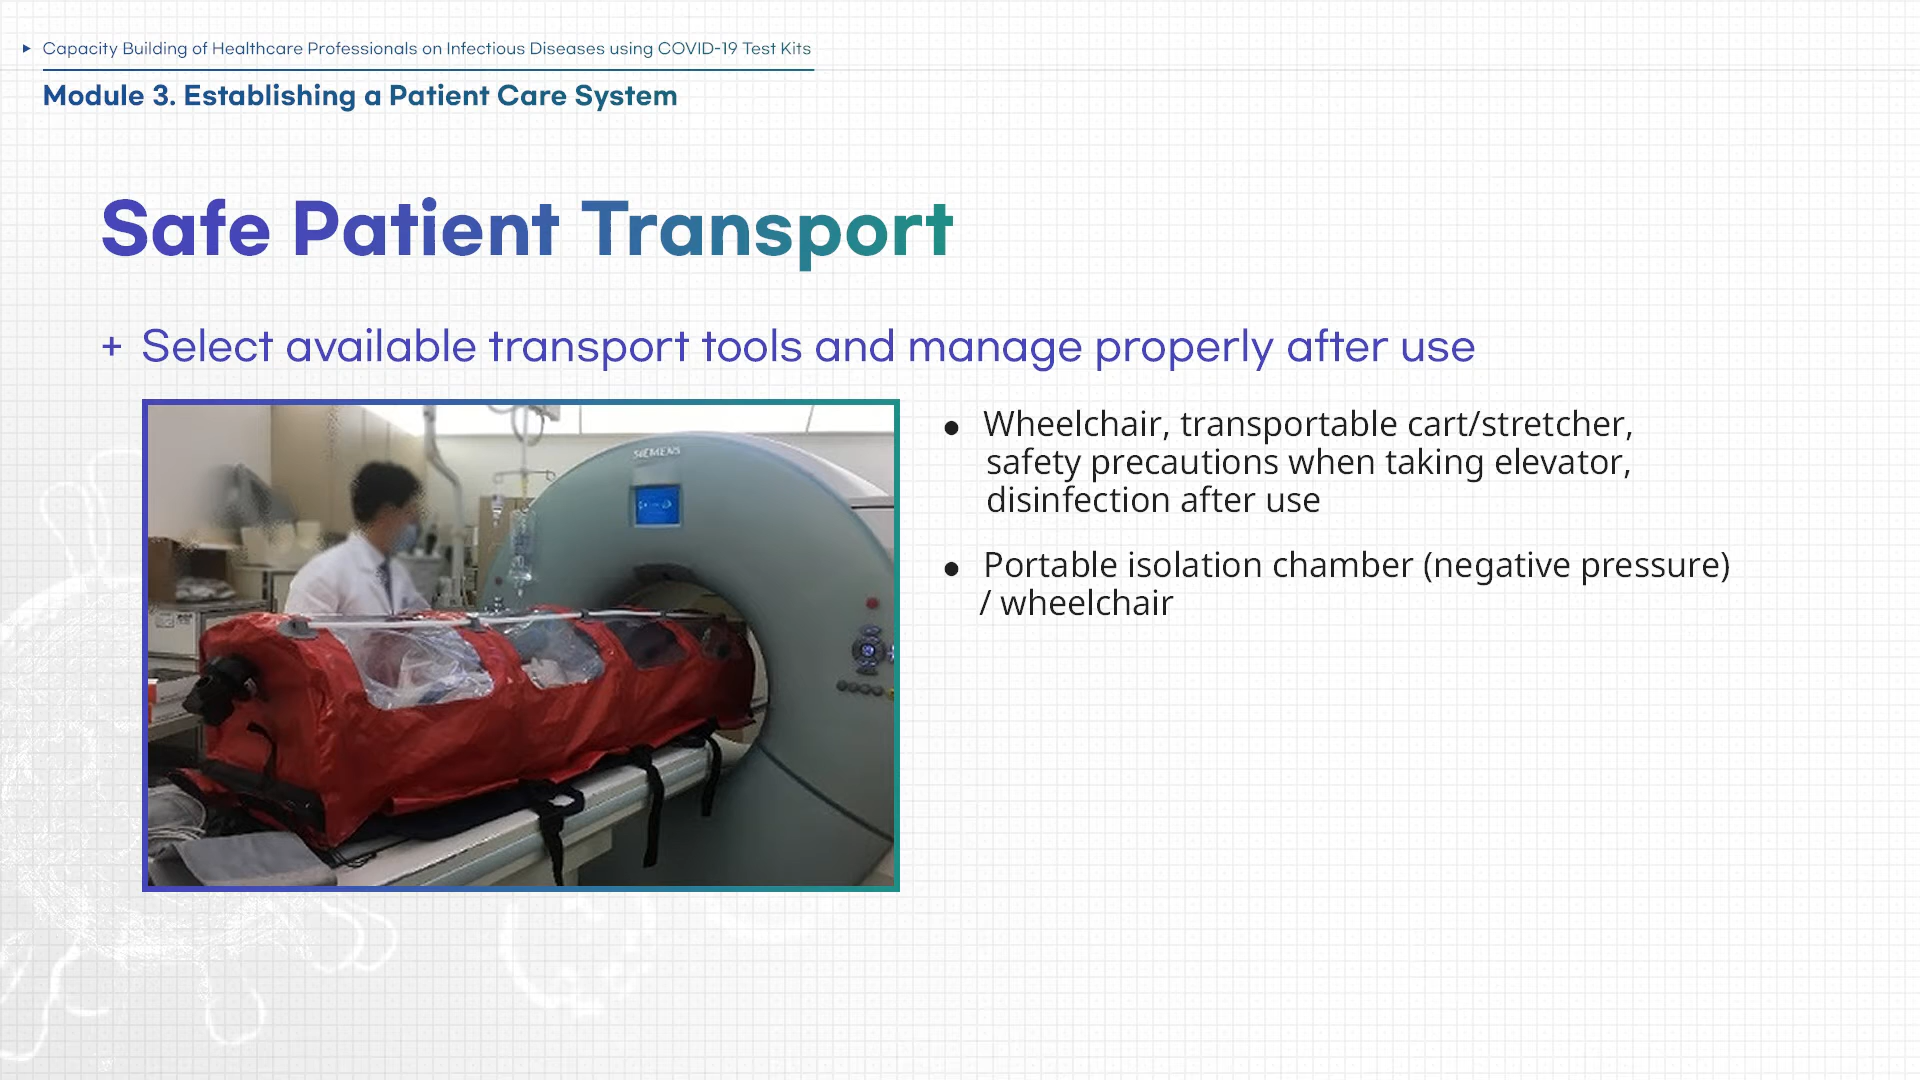 Capacity Building of Healthcare Professionals on Infectious Diseases using COVID-19 Test Kits
Module 3. Establishing a Patient Care System
Safe Patient Transport
+ Select available transport tools and manage properly after use
SIEMENS
● Wheelchair, transportable cart/stretcher,
safety precautions when taking elevator,
disinfection after use
● Portable isolation chamber (negative pressure)
/ wheelchair